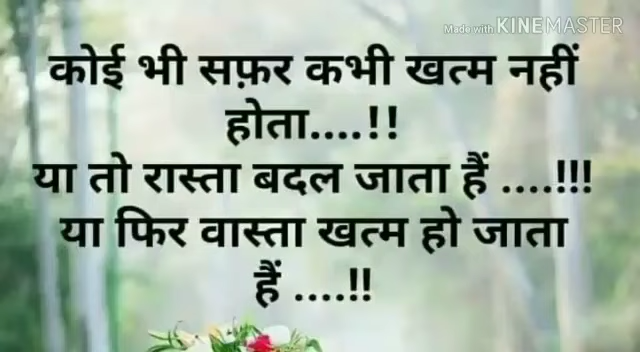 Made with KINEMASTER
कोई भी सफ़र कभी खत्म नहीं
होता....!!
या तो रास्ता बदल जाता हैं ....!!!
या फिर वास्ता खत्म हो जाता
हैं ....!!